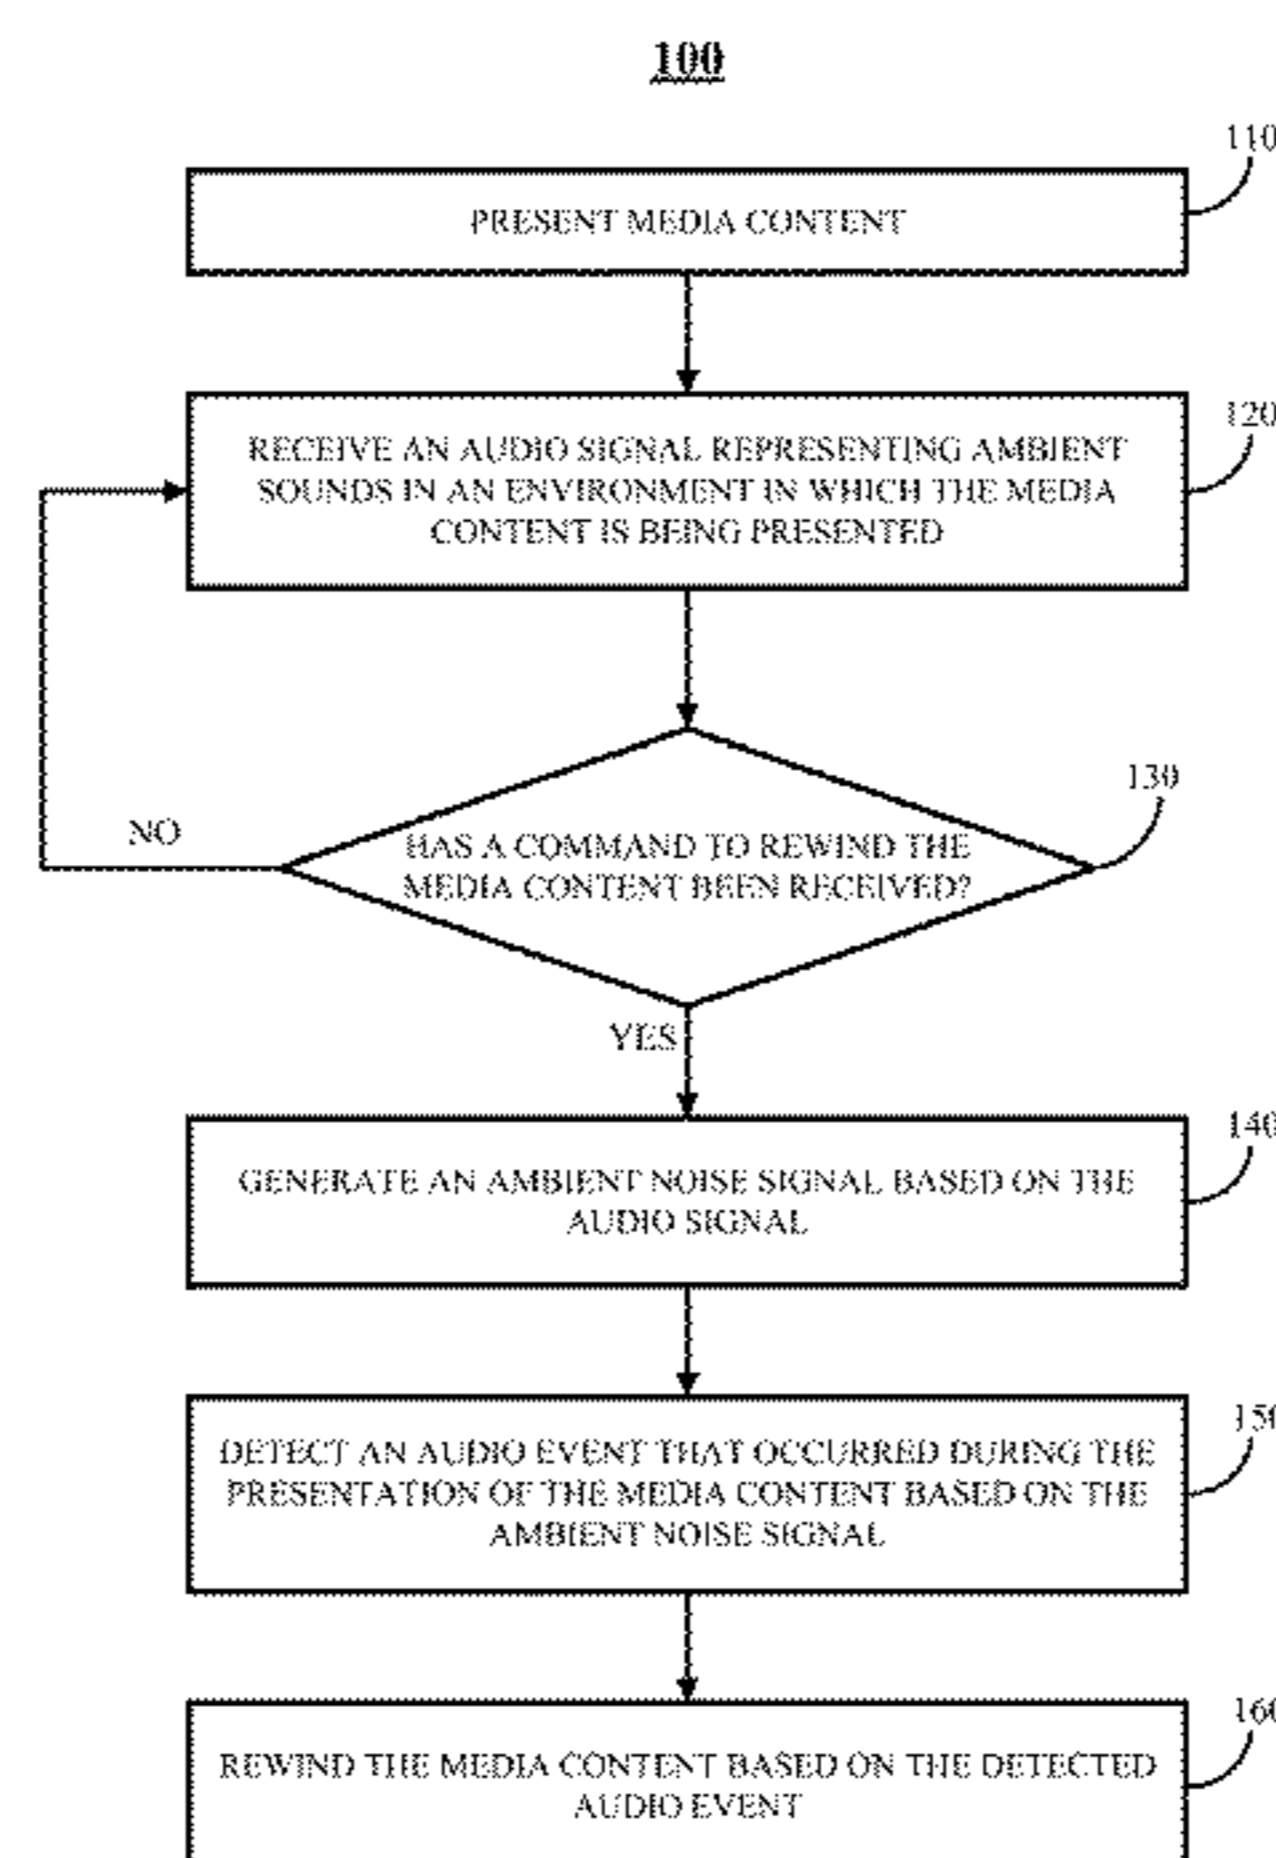 100
110
PRESENT MEDIA CONTENT
120
RECEIVE AN AUDIO SIGNAL REPRESENTING AMBIENT
SOUNDS IN AN ENVIRONMENT IN WHICH THE MEDIA
CONTENT IS BEING PRESENTED
130
NO
HAS A COMMAND TO REWIND THE
MEDIA CONTENT BEEN RECEIVED?
YES
140
GENERATE AN AMBIENT NOISE SIGNAL BASED ON THE
AUDIO SIGNAL
150
DETECT AN AUDIO EVENT THAT OCCURRED DURING THE
PRESENTATION OF THE MEDIA CONTENT BASED ON THE
AMBIENT NOISE SIGNAL
160
REWIND THE MEDIA CONTENT BASED ON THE DETECTED
AUDIO EVENT